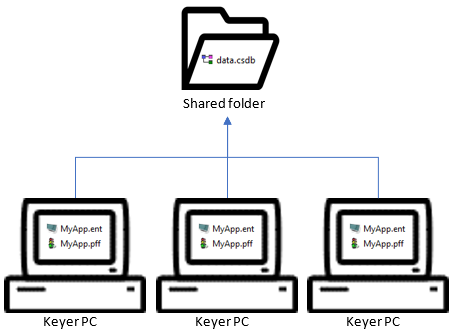 data.csdb
Shared folder
MyApp.ent
MyApp.pff
MyApp.ent
MyApp.pff
MyApp.ent
MyApp.pff
Keyer PC
Keyer PC
Keyer PC